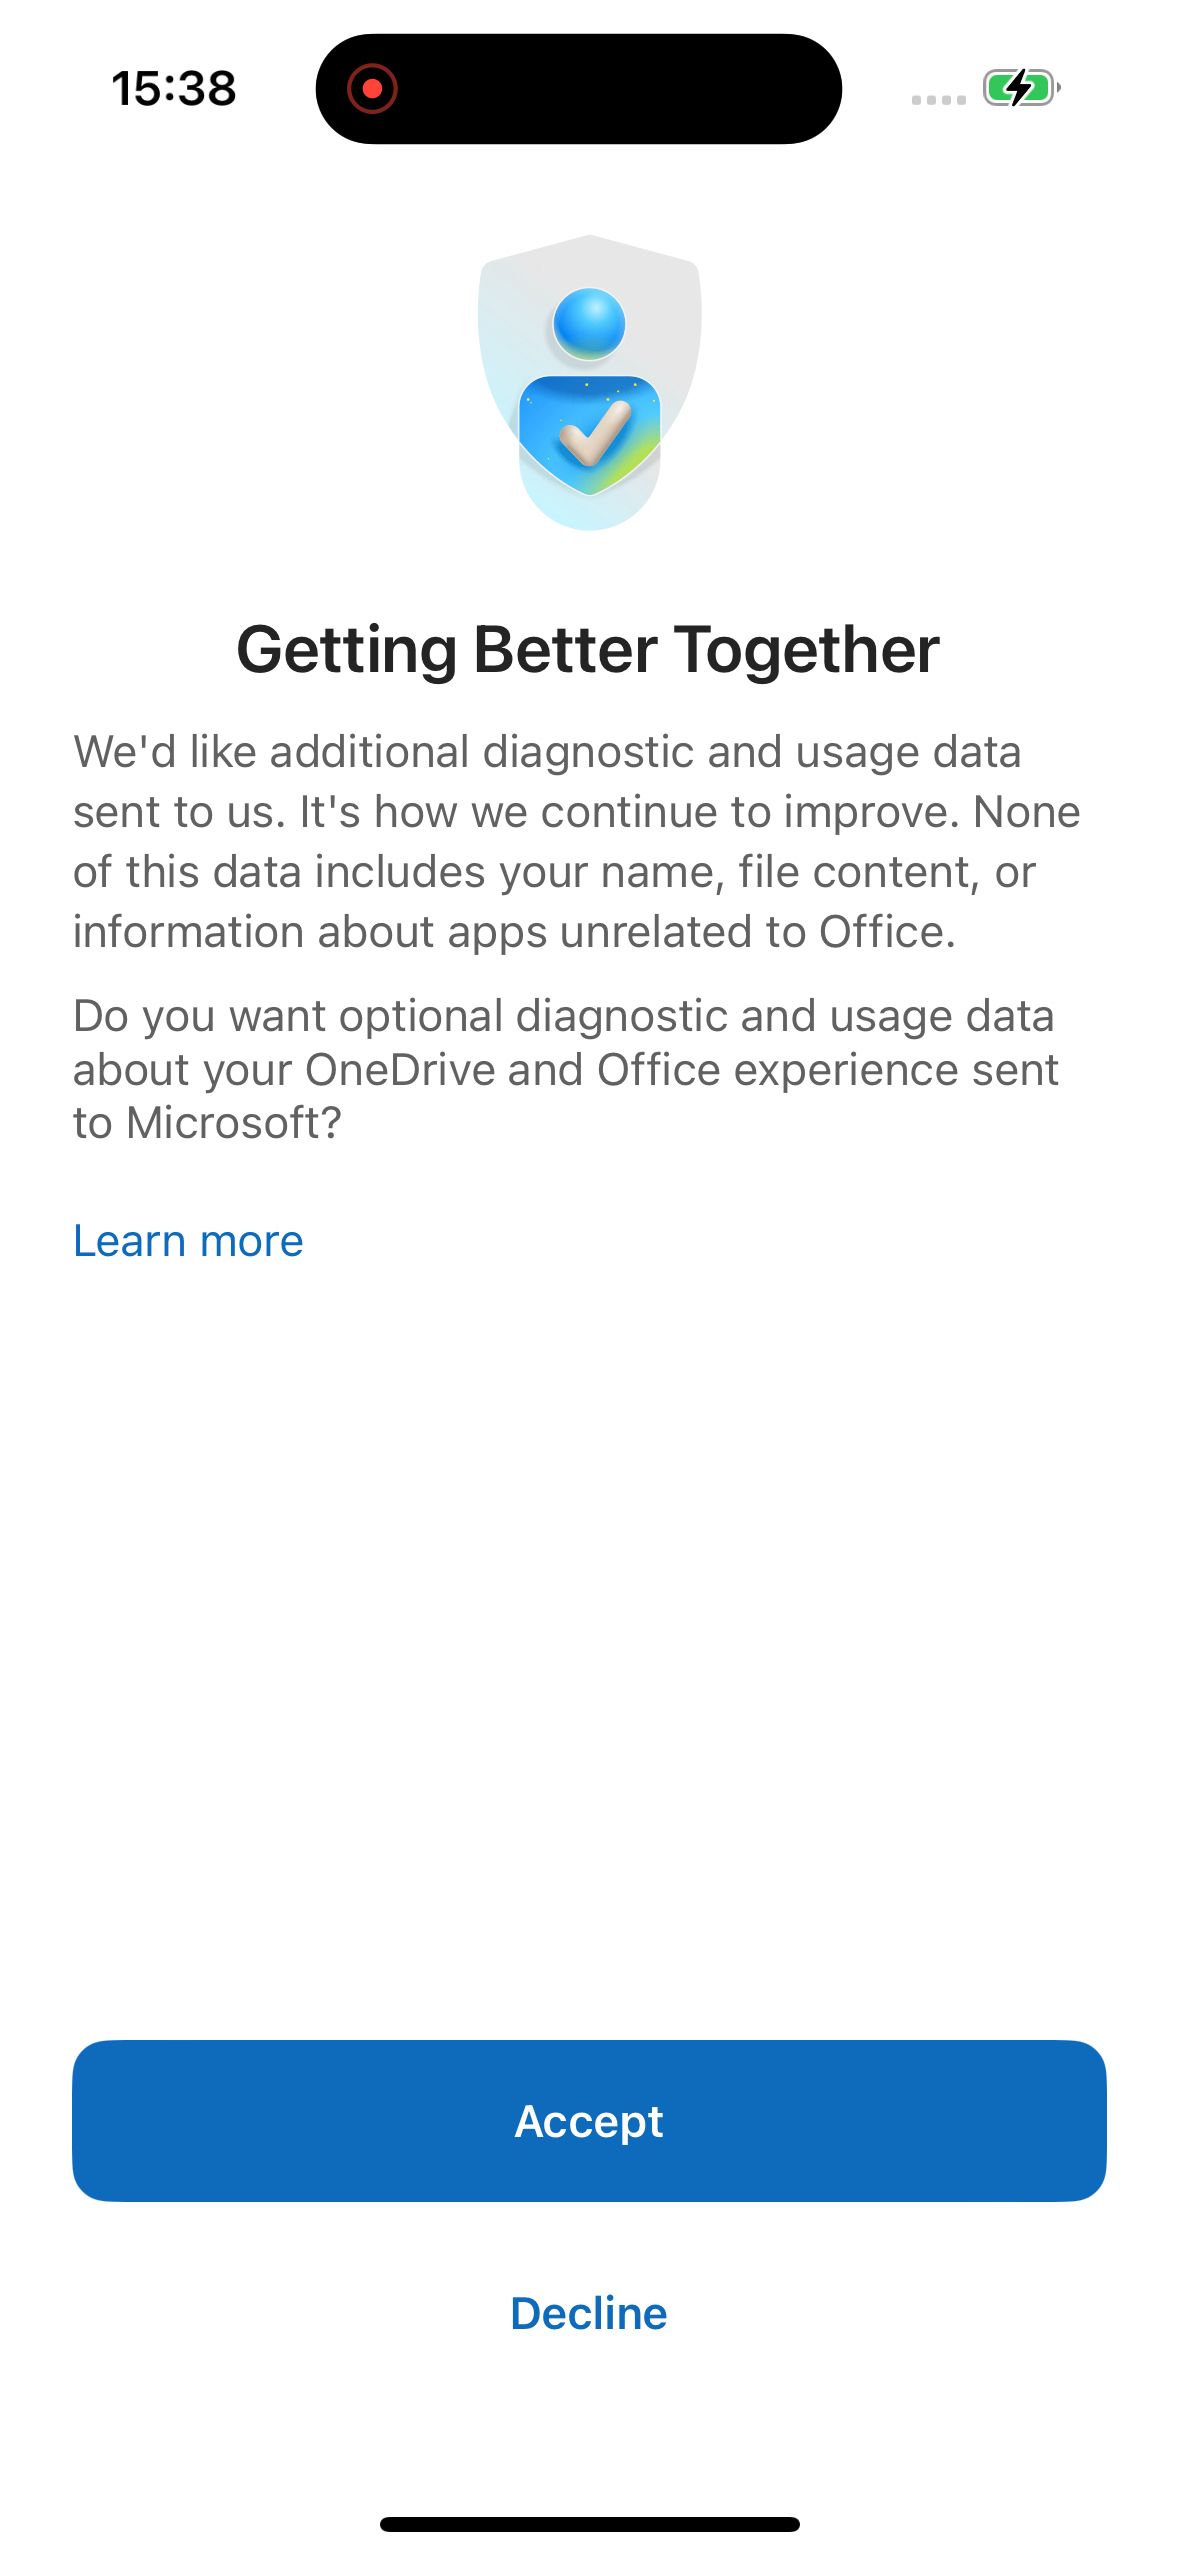 15:38
Getting Better Together
We'd like additional diagnostic and usage data
sent to us. It's how we continue to improve. None
of this data includes your name, file content, or
information about apps unrelated to Office.
Do you want optional diagnostic and usage data
about your OneDrive and Office experience sent
to Microsoft?
Learn more
Accept
Decline